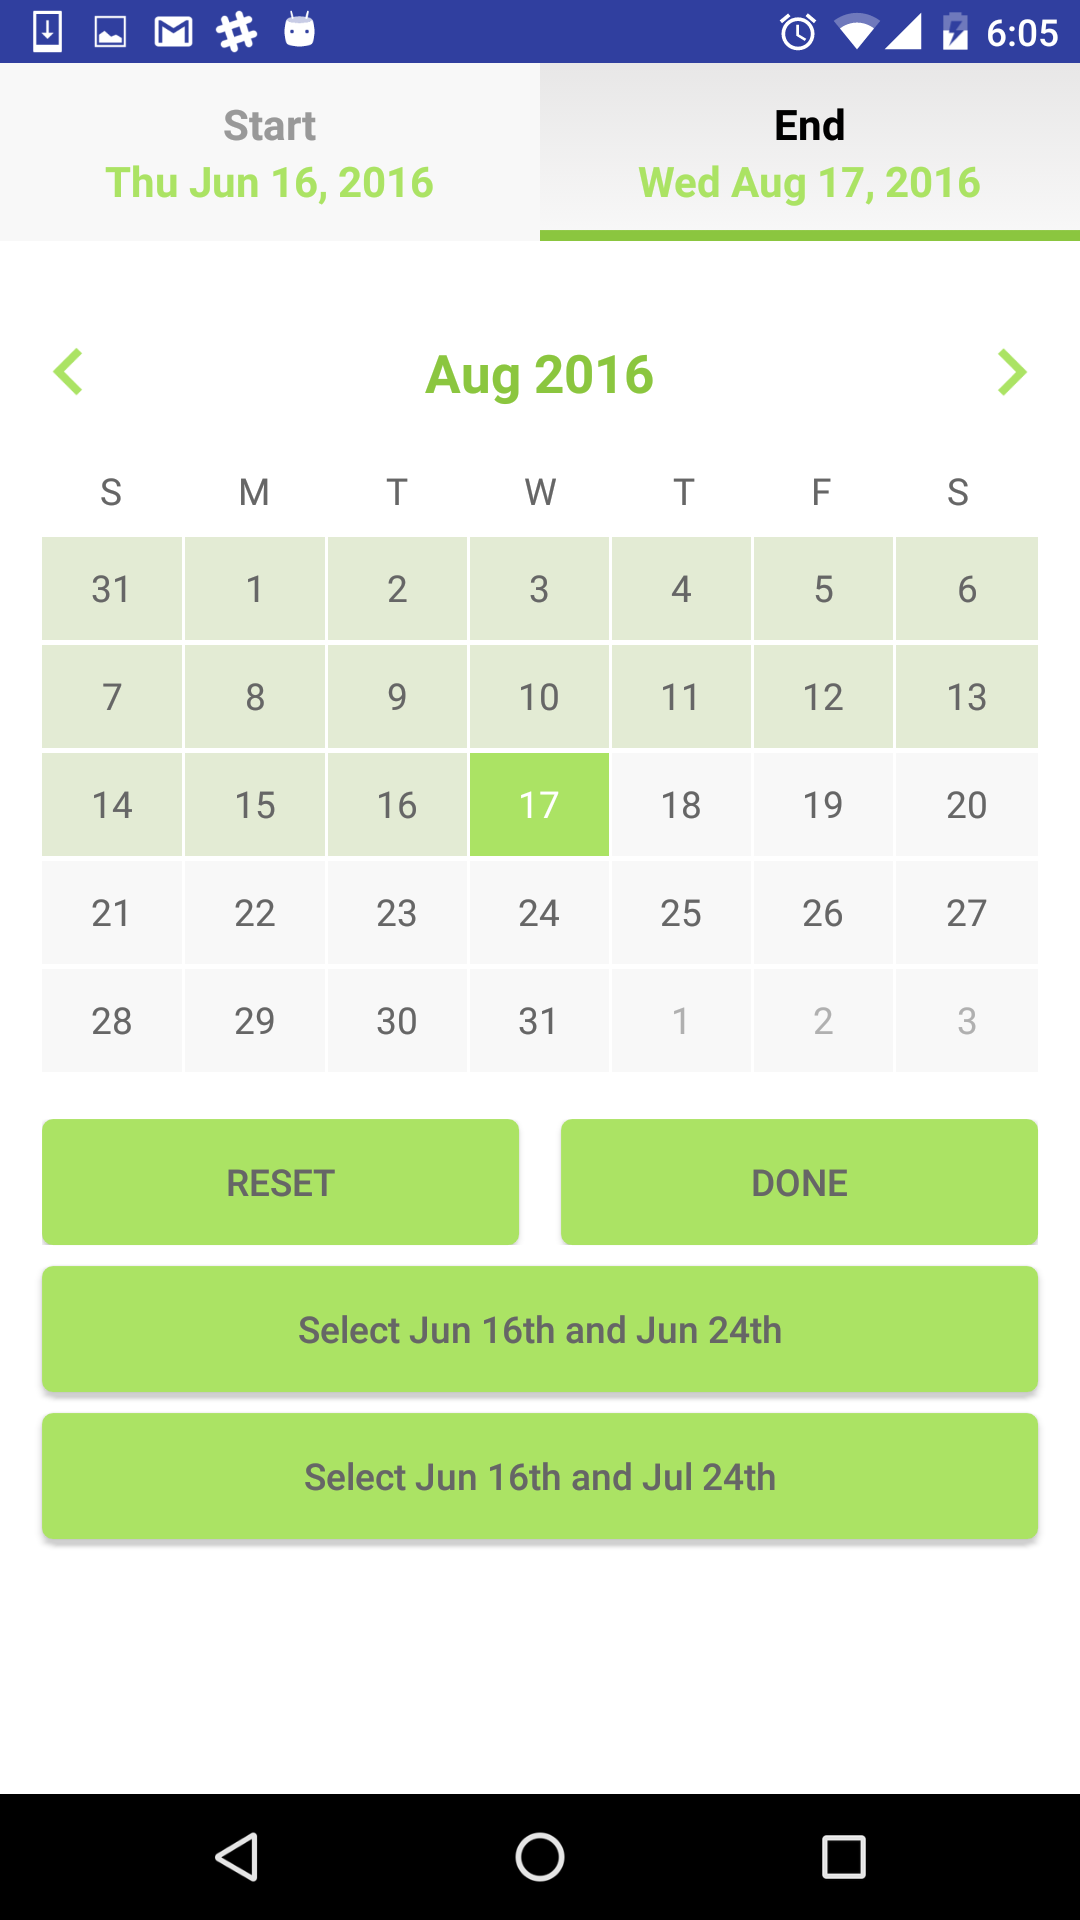 6:05
Start End
Thu Jun 16, 2016 Wed Aug 17, 2016
Aug 2016
S M T W T F S
31 1 2 3 4 5 6
7 8 9 10 11 12 13
14 15 16 17 18 19 20
21 22 23 24 25 26 27
28 29 30 31 1 2 3
RESET DONE
Select Jun 16th and Jun 24th
Select Jun 16th and Jul 24th